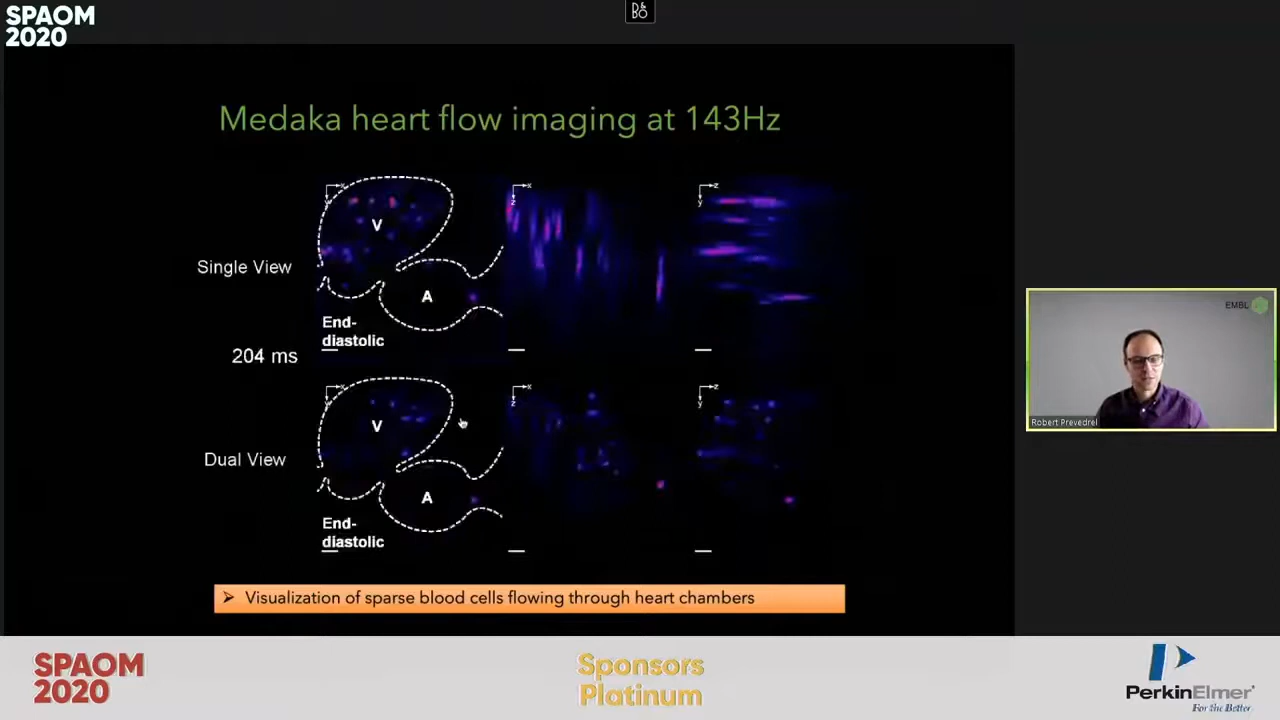 SPAOM
2020
B&O
Medaka heart flow imaging at 143Hz
Single View
x
V
A
End-
diastolic
x
z
z
y
204 ms
Dual View
x
V
A
End-
diastolic
x
z
z
y
➤ Visualization of sparse blood cells flowing through heart chambers
EMBL
Robert Prevedrel
SPAOM
2020
Sponsors
Platinum
PerkinElmer
For the Better